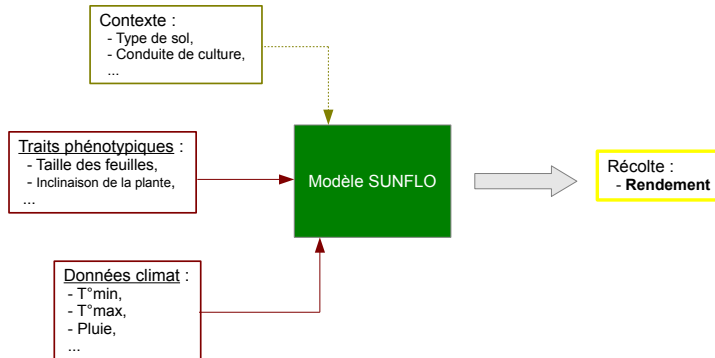 Contexte :
- Type de sol,
- Conduite de culture,
...
Traits phénotypiques :
- Taille des feuilles,
- Inclinaison de la plante,
...
Modèle SUNFLO
Récolte :
- Rendement
Données climat :
- T°min,
- T°max,
- Pluie,
...